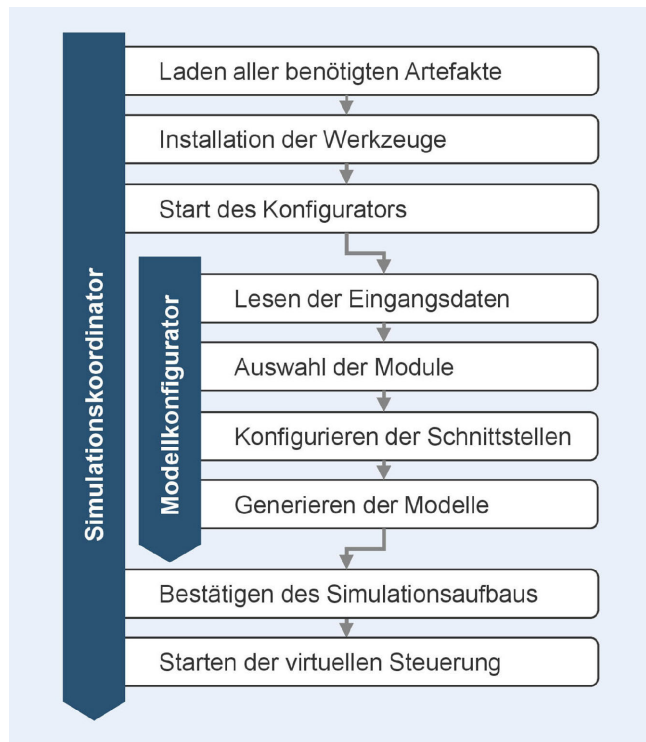 Simulationskoordinator
Laden aller benötigten Artefakte
Installation der Werkzeuge
Start des Konfigurators
Modellkonfigurator
Lesen der Eingangsdaten
Auswahl der Module
Konfigurieren der Schnittstellen
Generieren der Modelle
Bestätigen des Simulationsaufbaus
Starten der virtuellen Steuerung